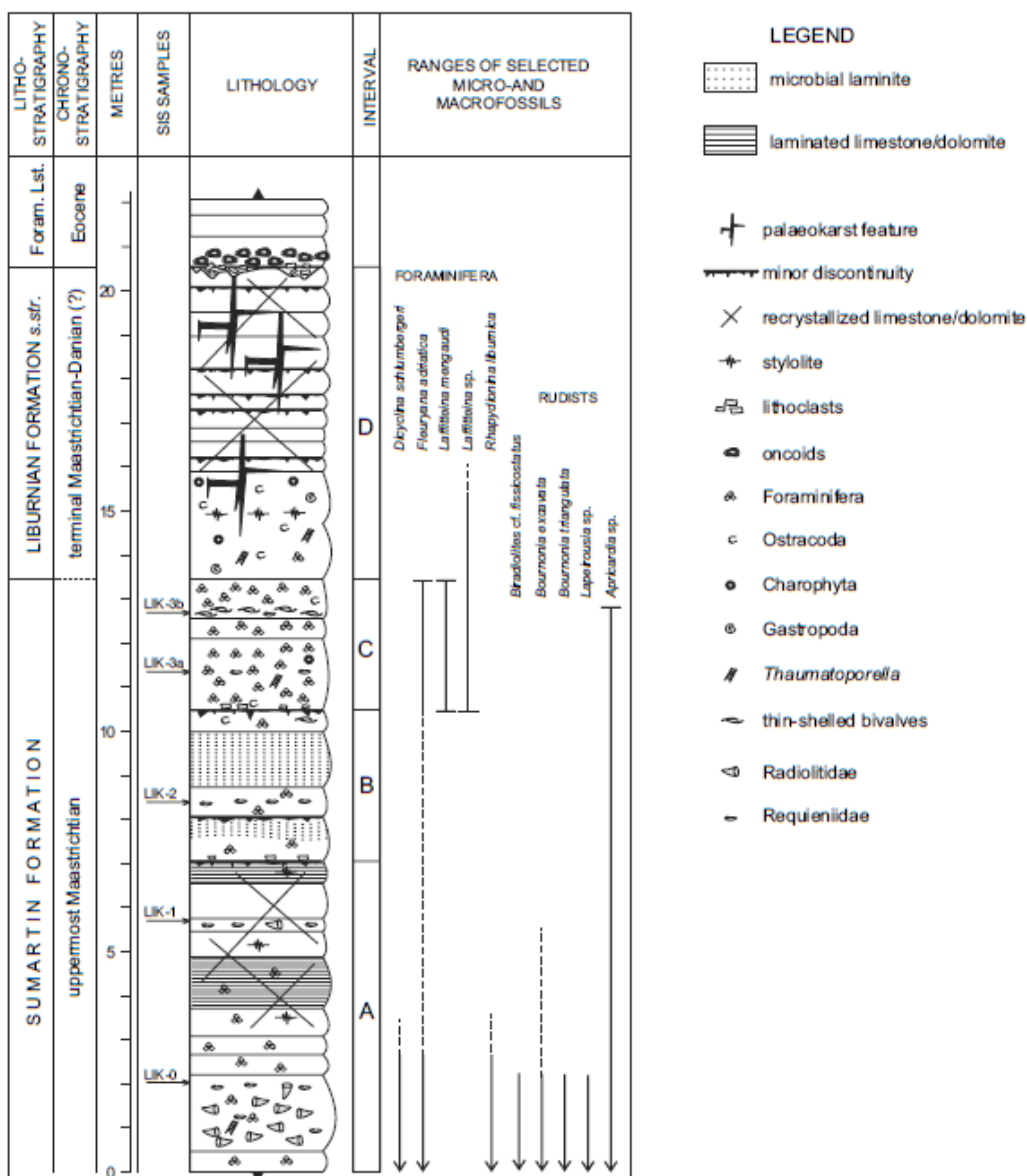 LITHO-
STRATIGRAPHY
CHRONO-
STRATIGRAPHY
METRES
SIS SAMPLES
LITHOLOGY
INTERVAL
RANGES OF SELECTED
MICRO-AND
MACROFOSSILS
Foram. Lst.
LIBURNIAN FORMATION s.str.
SUMARTIN FORMATION
Eocene
terminal Maastrichtian-Danian (?)
uppermost Maastrichtian
20
15
10
5
0
LIK-3b
LIK-3a
LIK-2
LIK-1
LIK-0
D
C
B
A
FORAMINIFERA
Dicyclina schlumbergeri
Fleuryana adriatica
Laffitteina mengaudi
Laffitteina sp.
Rhapydionina liburnica
RUDISTS
Biradiolites cf. fissicostatus
Bournonia excavata
Bournonia triangulata
Lapeirousia sp.
Apricardia sp.
LEGEND
microbial laminite
laminated limestone/dolomite
palaeokarst feature
minor discontinuity
recrystallized limestone/dolomite
stylolite
lithoclasts
oncoids
Foraminifera
Ostracoda
Charophyta
Gastropoda
Thaumatoporella
thin-shelled bivalves
Radiolitidae
Requieniidae